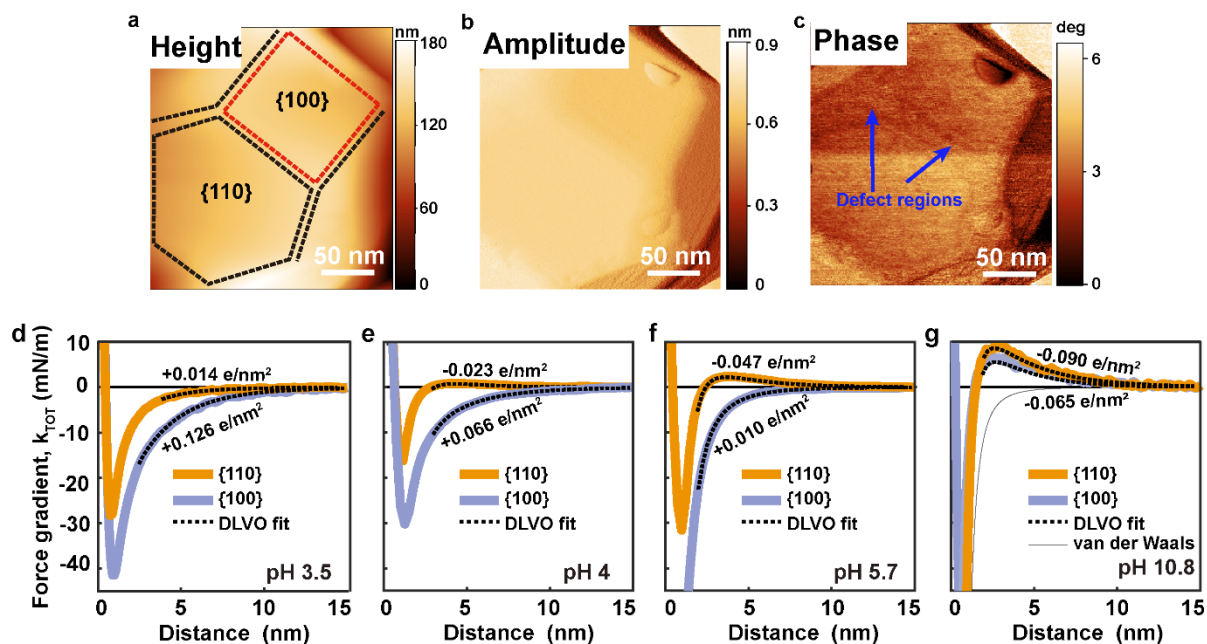 a
b
c
Height
nm
180
120
60
0
{100}
{110}
50 nm
Amplitude
nm
0.9
0.6
0.3
0
50 nm
Phase
deg
6
3
0
Defect regions
50 nm
d
e
f
g
Force gradient, kTOT (mN/m)
10
0
-10
-20
-30
-40
+0.014 e/nm²
+0.126 e/nm²
{110}
{100}
DLVO fit
pH 3.5
0 5 10 15
Distance (nm)
-0.023 e/nm²
+0.066 e/nm²
{110}
{100}
DLVO fit
pH 4
0 5 10 15
Distance (nm)
-0.047 e/nm²
+0.010 e/nm²
{110}
{100}
DLVO fit
pH 5.7
0 5 10 15
Distance (nm)
-0.090 e/nm²
-0.065 e/nm²
{110}
{100}
DLVO fit
van der Waals
pH 10.8
0 5 10 15
Distance (nm)